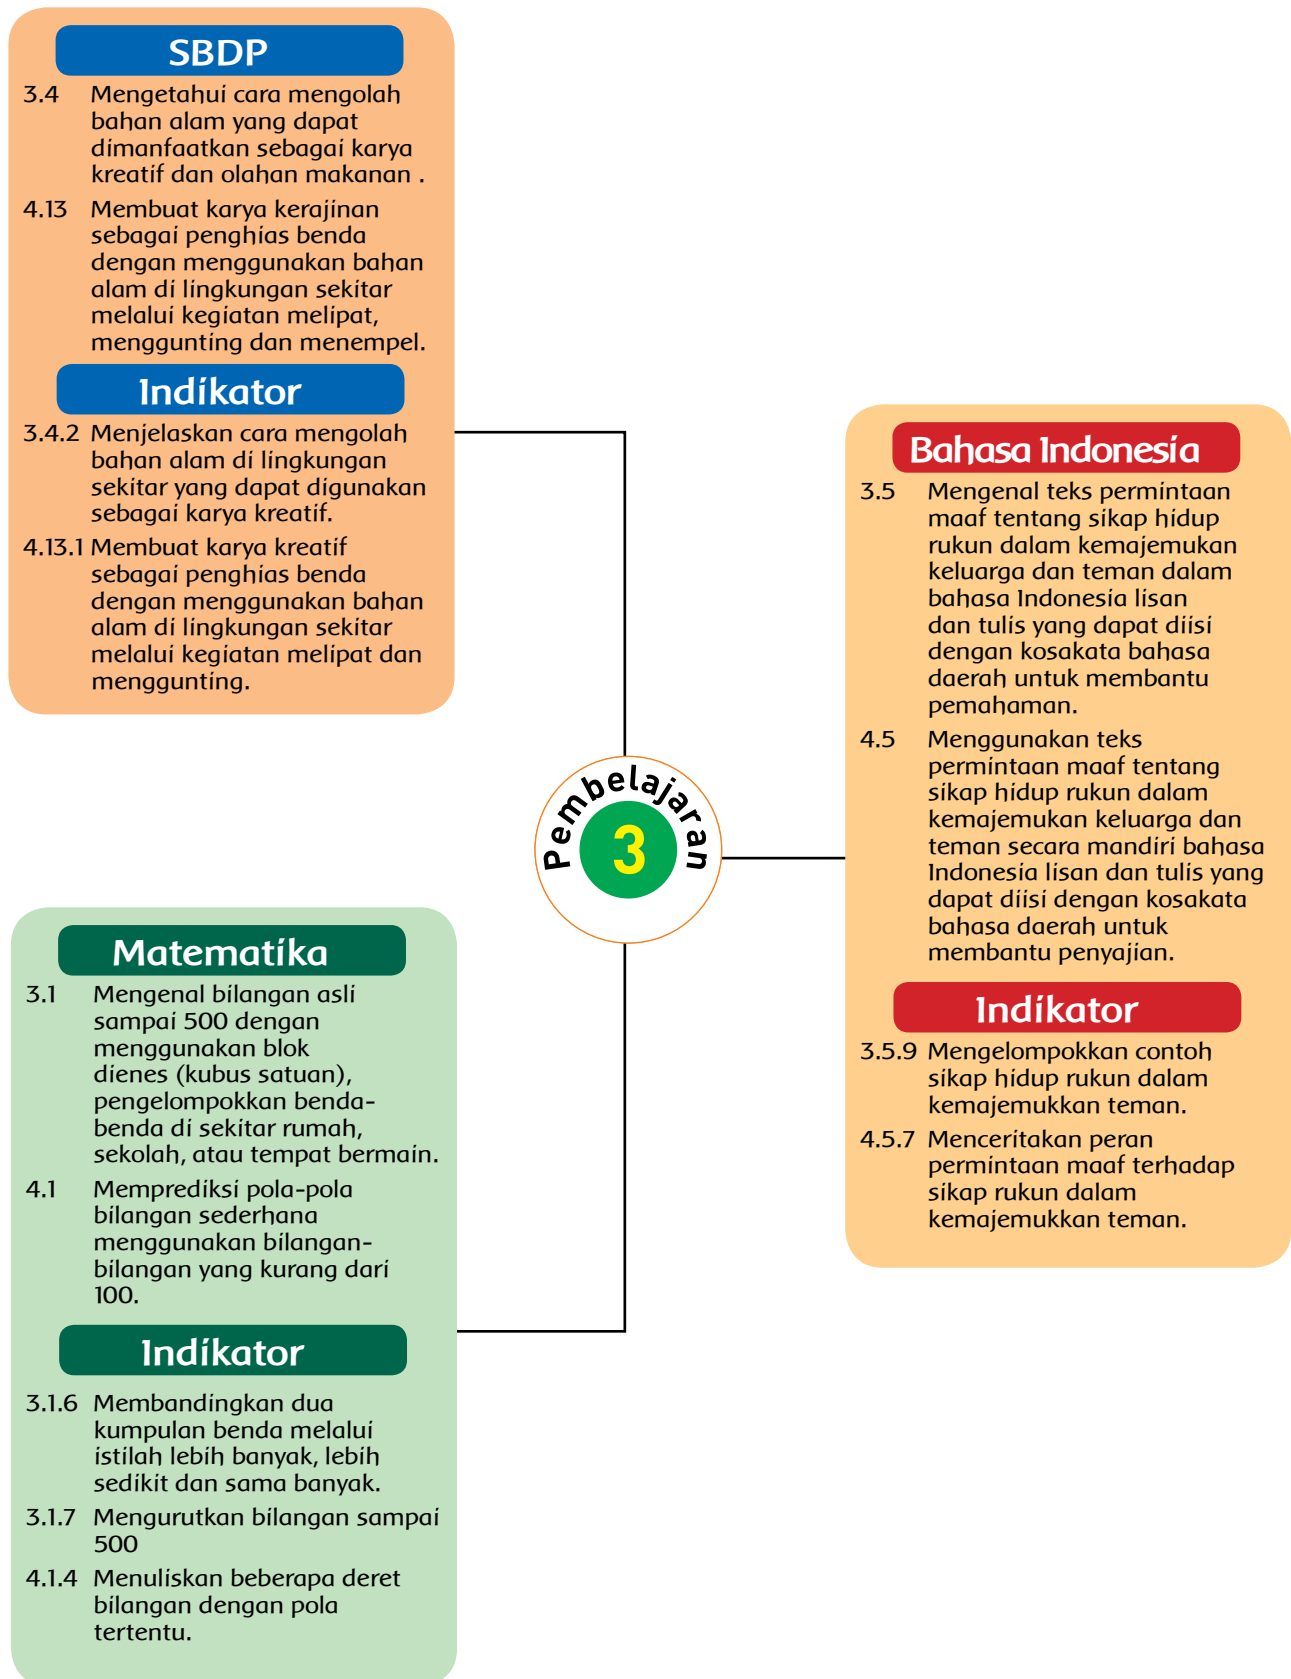 SBDP
3.4 Mengetahui cara mengolah
bahan alam yang dapat
dimanfaatkan sebagai karya
kreatif dan olahan makanan .
4.13 Membuat karya kerajinan
sebagai penghias benda
dengan menggunakan bahan
alam di lingkungan sekitar
melalui kegiatan melipat,
menggunting dan menempel.
Indikator
3.4.2 Menjelaskan cara mengolah
bahan alam di lingkungan
sekitar yang dapat digunakan
sebagai karya kreatif.
4.13.1 Membuat karya kreatif
sebagai penghias benda
dengan menggunakan bahan
alam di lingkungan sekitar
melalui kegiatan melipat dan
menggunting.
Bahasa Indonesia
3.5 Mengenal teks permintaan
maaf tentang sikap hidup
rukun dalam kemajemukan
keluarga dan teman dalam
bahasa Indonesia lisan
dan tulis yang dapat diisi
dengan kosakata bahasa
daerah untuk membantu
pemahaman.
4.5 Menggunakan teks
permintaan maaf tentang
sikap hidup rukun dalam
kemajemukan keluarga dan
teman secara mandiri bahasa
Indonesia lisan dan tulis yang
dapat diisi dengan kosakata
bahasa daerah untuk
membantu penyajian.
Indikator
3.5.9 Mengelompokkan contoh
sikap hidup rukun dalam
kemajemukkan teman.
4.5.7 Menceritakan peran
permintaan maaf terhadap
sikap rukun dalam
kemajemukkan teman.
Pembelajaran
3
Matematika
3.1 Mengenal bilangan asli
sampai 500 dengan
menggunakan blok
dienes (kubus satuan),
pengelompokkan benda-
benda di sekitar rumah,
sekolah, atau tempat bermain.
4.1 Memprediksi pola-pola
bilangan sederhana
menggunakan bilangan-
bilangan yang kurang dari
100.
Indikator
3.1.6 Membandingkan dua
kumpulan benda melalui
istilah lebih banyak, lebih
sedikit dan sama banyak.
3.1.7 Mengurutkan bilangan sampai
500
4.1.4 Menuliskan beberapa deret
bilangan dengan pola
tertentu.